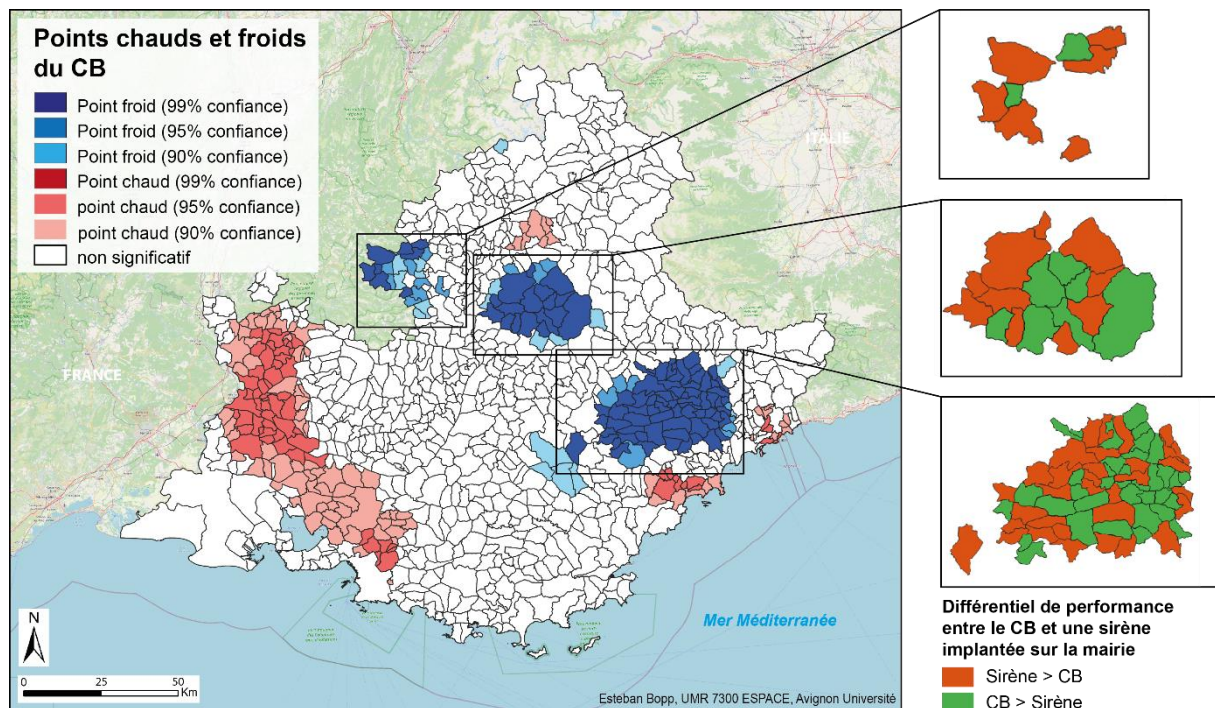 Points chauds et froids
du CB
Point froid (99% confiance)
Point froid (95% confiance)
Point froid (90% confiance)
Point chaud (99% confiance)
point chaud (95% confiance)
point chaud (90% confiance)
non significatif
FRANCE
Mer Méditerranée
N
0 25 50
Km
Esteban Bopp, UMR 7300 ESPACE, Avignon Université
Différentiel de performance
entre le CB et une sirène
implantée sur la mairie
Sirène > CB
CB > Sirène